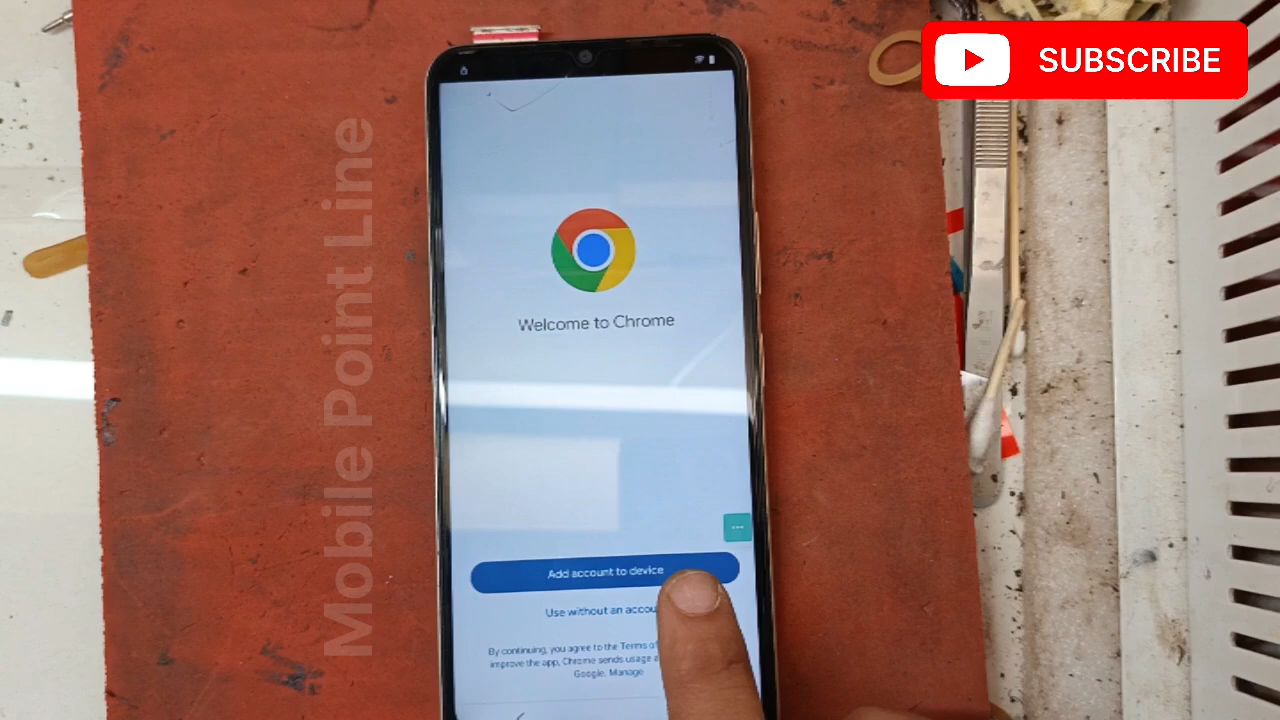 SUBSCRIBE
Mobile Point Line
Welcome to Chrome
Add account to device
Use without an
By continuing, you agree to the Terms of
improve the app, Chrome sends usage
Google. Manage